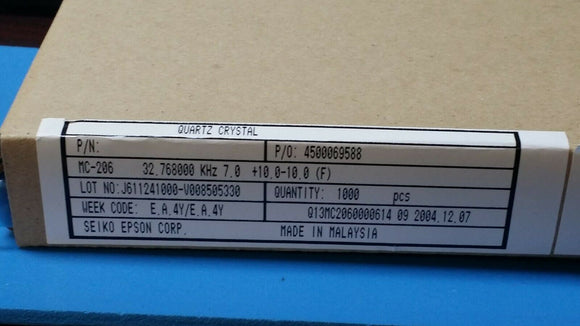 QUARTZ CRYSTAL
P/N: P/O: 4500069588
MC-206 32.768000 KHz 7.0 +10.0-10.0 (F)
LOT NO:J611241000-V008505330 QUANTITY: 1000 pcs
WEEK CODE: E.A.4Y/E.A.4Y Q13MC2060000614 09 2004.12.07
SEIKO EPSON CORP. MADE IN MALAYSIA